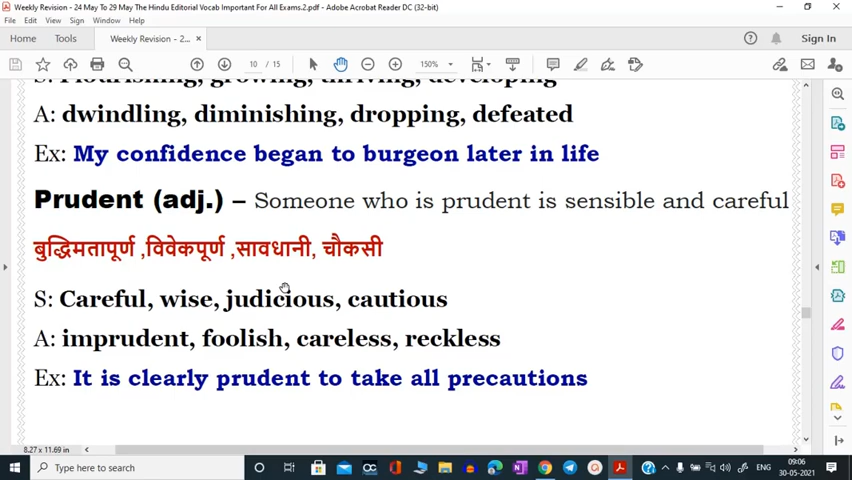 Weekly Revision - 24 May To 29 May The Hindu Editorial Vocab Important For All Exams.2.pdf - Adobe Acrobat Reader DC (32-bit)
File Edit View Sign Window Help
Home Tools Weekly Revision - 2... × Sign In
10 / 15 150%
S: Flourishing, growing, thriving, developing
A: dwindling, diminishing, dropping, defeated
Ex: My confidence began to burgeon later in life
Prudent (adj.) – Someone who is prudent is sensible and careful
बुद्धिमतापूर्ण ,विवेकपूर्ण ,सावधानी, चौकसी
S: Careful, wise, judicious, cautious
A: imprudent, foolish, careless, reckless
Ex: It is clearly prudent to take all precautions
8.27 x 11.69 in
Type here to search
ENG
09:06
30-05-2021